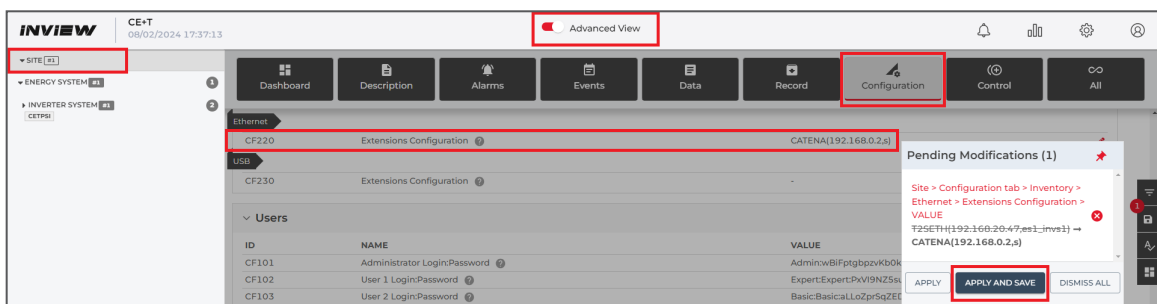 INVIEW
CE+T
08/02/2024 17:37:13
Advanced View
SITE #1
ENERGY SYSTEM #1 1
INVERTER SYSTEM #1 2
CETPSI
Dashboard Description Alarms Events Data Record Configuration Control All
Ethernet
CF220 Extensions Configuration ? CATENA(192.168.0.2,s)
USB
CF230 Extensions Configuration ? -
Users
ID NAME VALUE
CF101 Administrator Login:Password ? Admin:wBiFptgbpzvKb0k
CF102 User 1 Login:Password ? Expert:Expert:PxVI9NZ5su
CF103 User 2 Login:Password ? Basic:Basic:aLLoZprSqZED
Pending Modifications (1)
Site > Configuration tab > Inventory >
Ethernet > Extensions Configuration >
VALUE
T2SETH(192.168.20.47,es1_invs1) →
CATENA(192.168.0.2,s)
APPLY APPLY AND SAVE DISMISS ALL
1